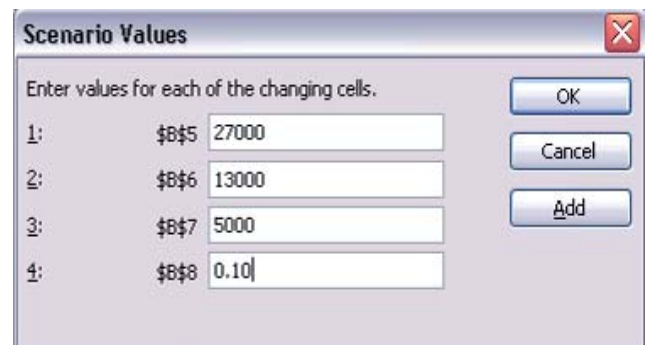 Scenario Values
Enter values for each of the changing cells.
1: $B$5 27000
2: $B$6 13000
3: $B$7 5000
4: $B$8 0.10
OK
Cancel
Add